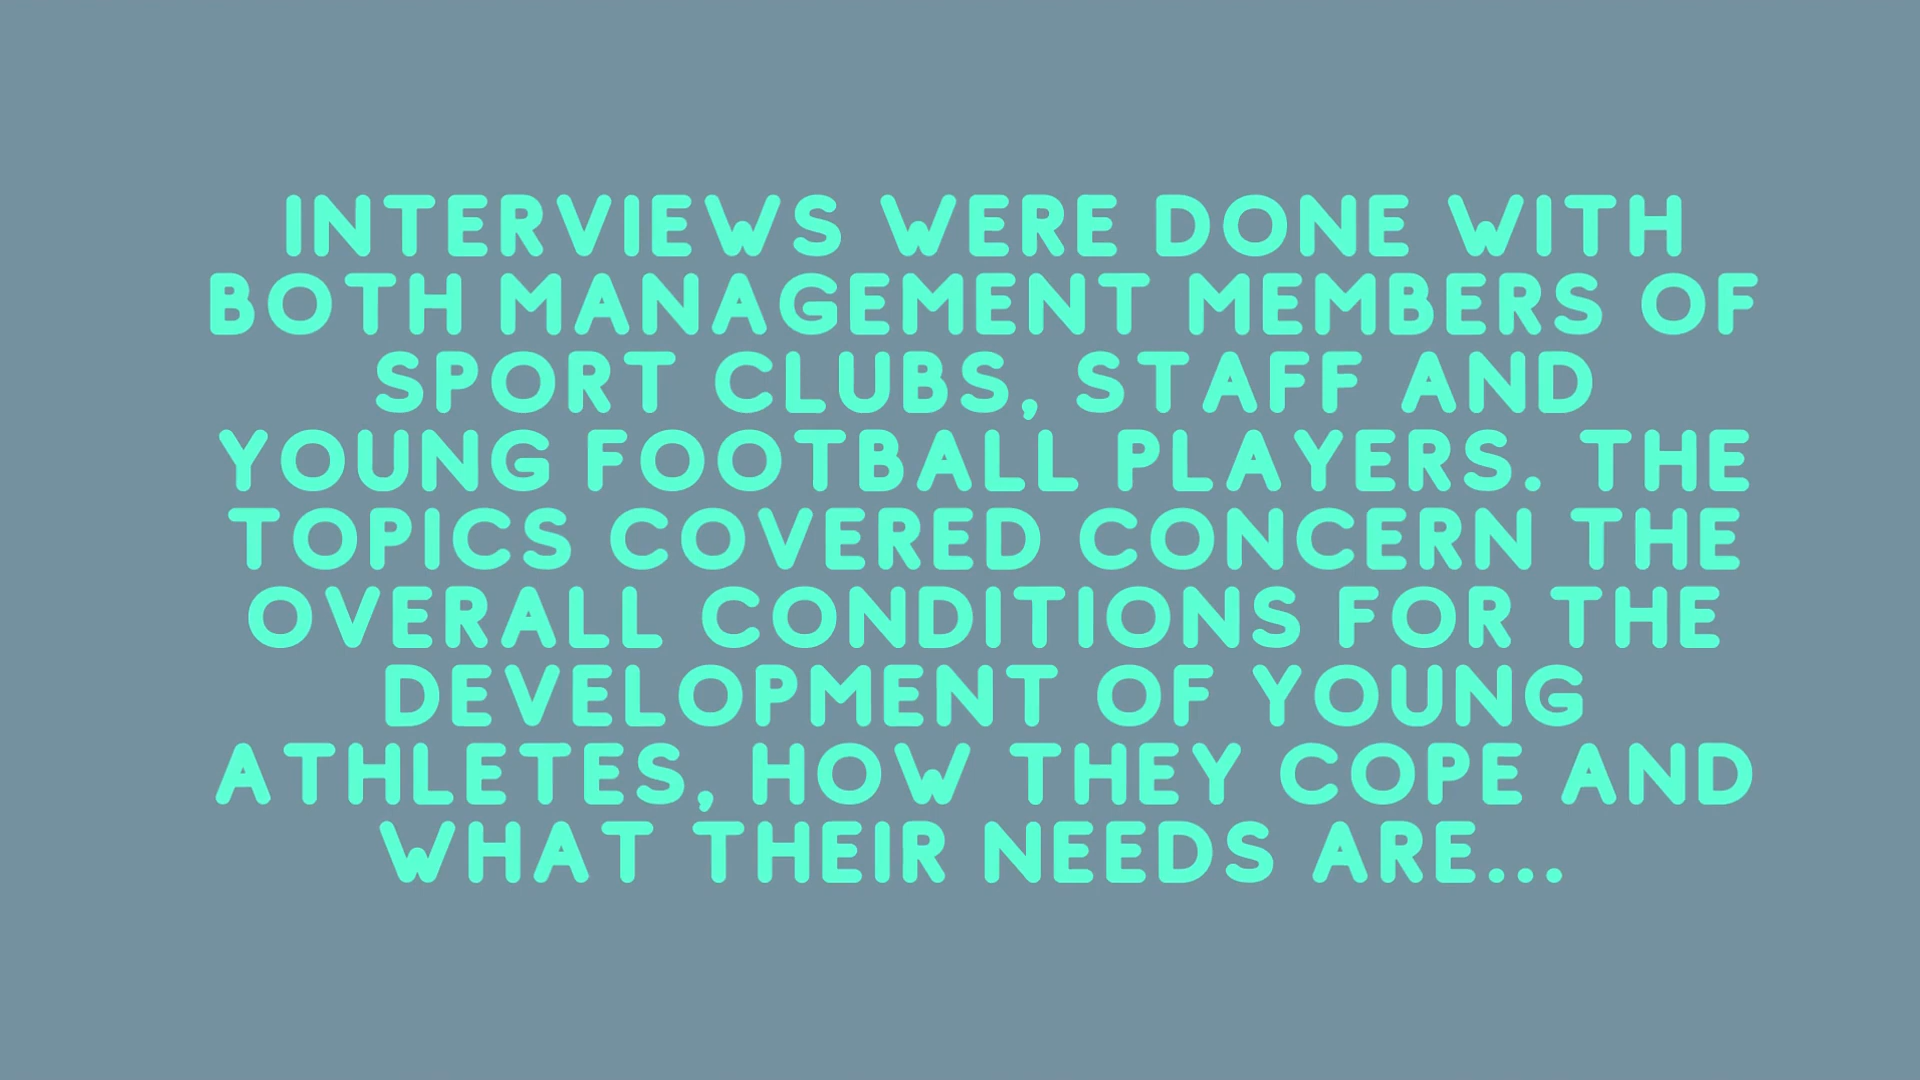 INTERVIEWS WERE DONE WITH
BOTH MANAGEMENT MEMBERS OF
SPORT CLUBS, STAFF AND
YOUNG FOOTBALL PLAYERS. THE
TOPICS COVERED CONCERN THE
OVERALL CONDITIONS FOR THE
DEVELOPMENT OF YOUNG
ATHLETES, HOW THEY COPE AND
WHAT THEIR NEEDS ARE...